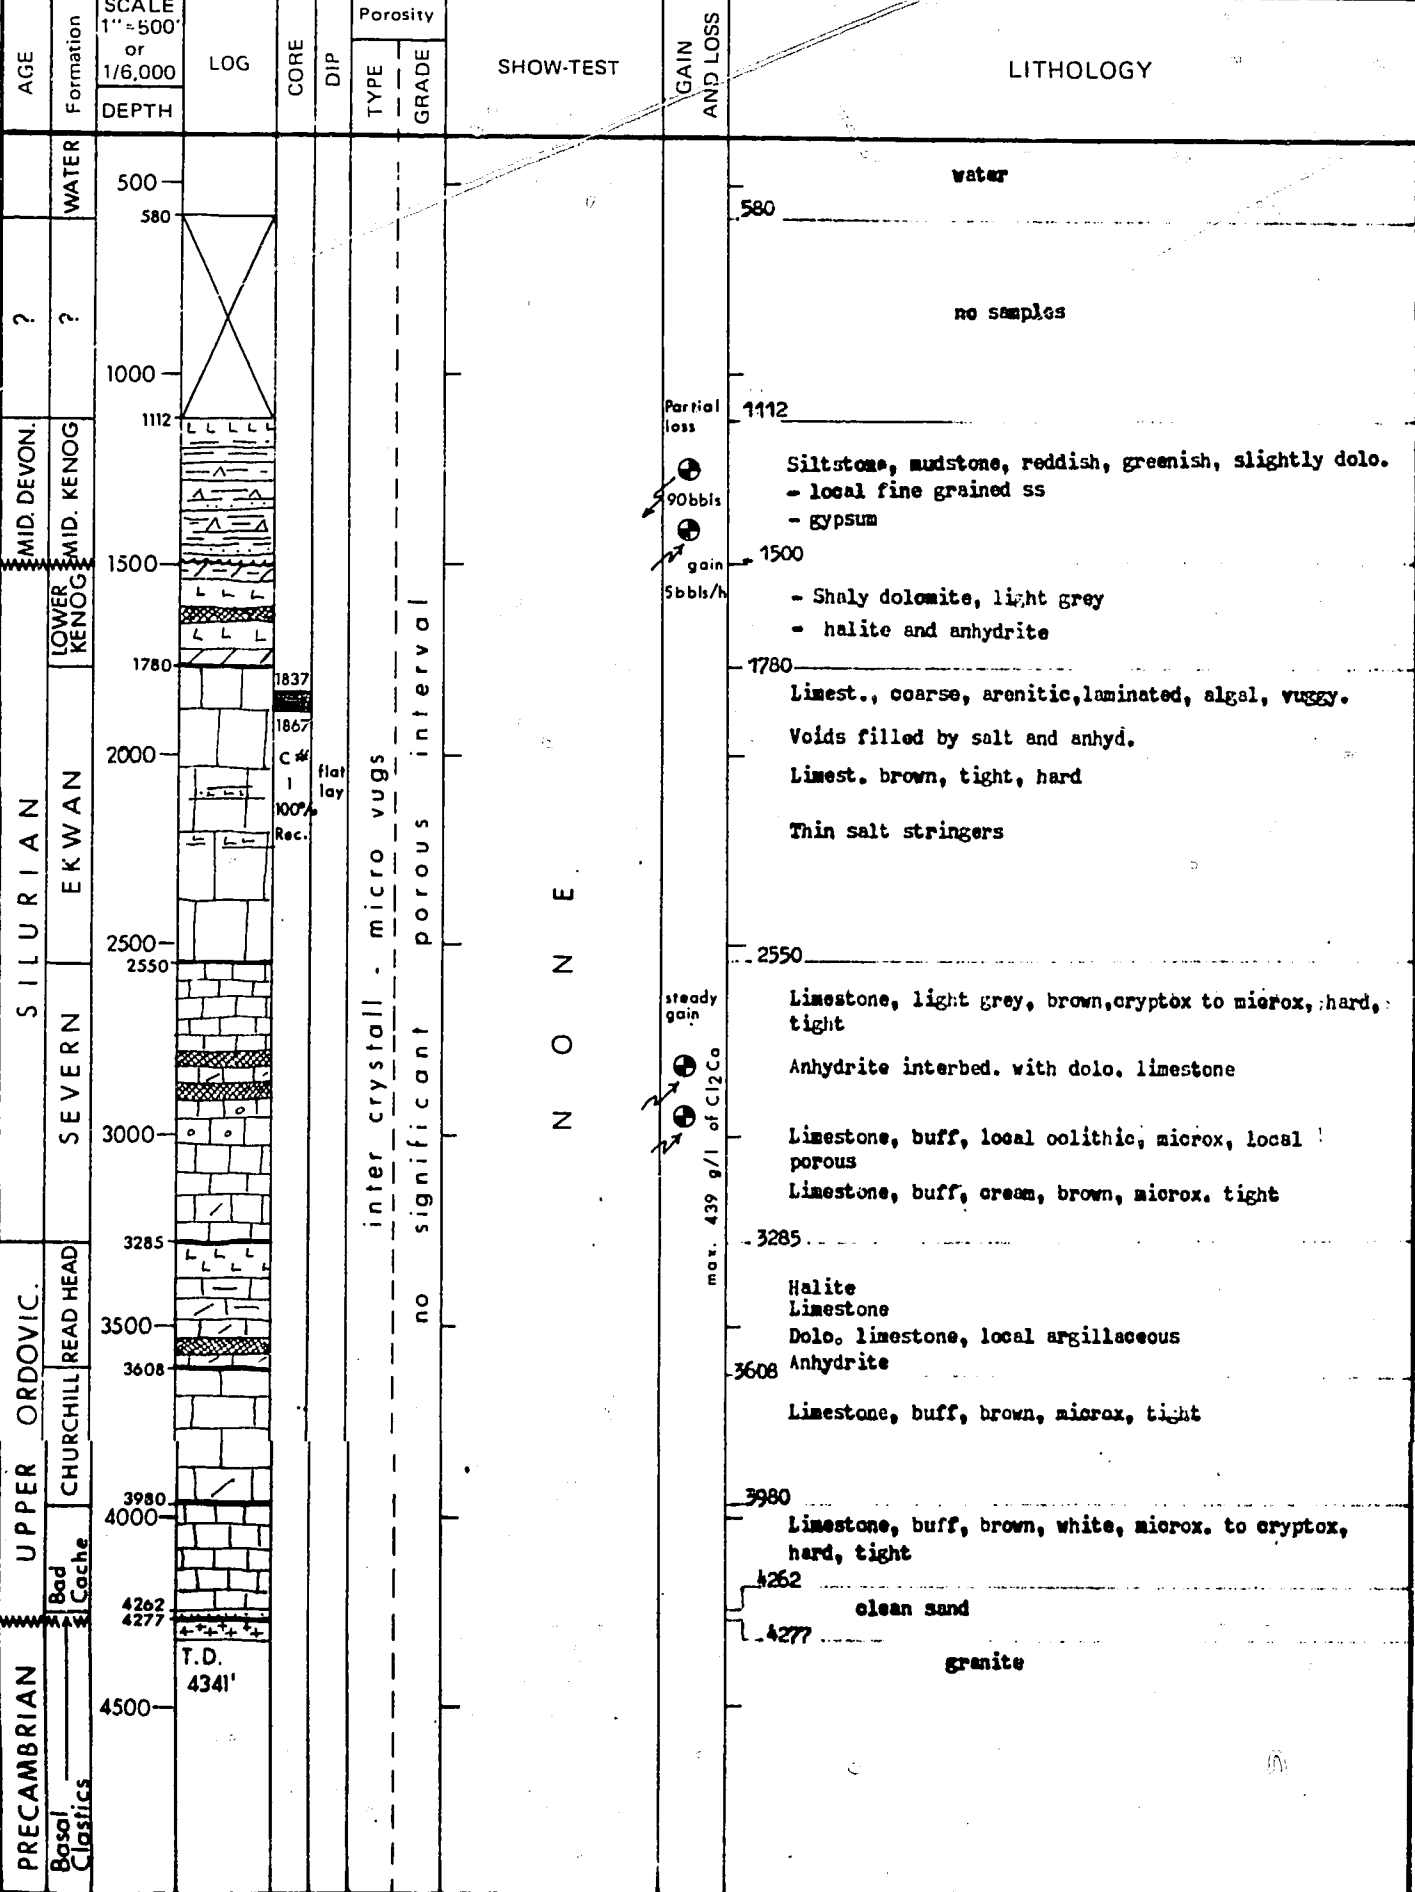 AGE
Formation
SCALE
1"=500'
or
1/6,000
DEPTH
LOG
CORE
DIP
Porosity
TYPE
GRADE
SHOW-TEST
GAIN
AND LOSS
LITHOLOGY
WATER
500
580
water
580
?
?
no samples
1000
1112
Partial
loss
1112
MID. DEVON.
MID. KENOG
Siltstone, mudstone, reddish, greenish, slightly dolo.
- local fine grained ss
- gypsum
90bbls
1500
gain
5bbls/h
1500
LOWER
KENOG
- Shaly dolomite, light grey
- halite and anhydrite
1780
1780
SILURIAN
EKWAN
1837
1867
C#
1
100%
Rec.
flat
lay
2000
Limest., coarse, arenitic,laminated, algal, vuggy.
Voids filled by salt and anhyd.
Limest. brown, tight, hard
Thin salt stringers
inter crystall - micro vugs
no significant porous interval
NONE
2500
2550
2550
SEVERN
steady
gain
max. 439 g/l of Cl2Ca
Limestone, light grey, brown,cryptox to microx, hard,
tight
Anhydrite interbed. with dolo. limestone
3000
Limestone, buff, local oolithic, microx, local
porous
Limestone, buff, cream, brown, microx. tight
3285
3285
UPPER ORDOVIC.
READ HEAD
Halite
Limestone
3500
Dolo. limestone, local argillaceous
Anhydrite
3608
3608
CHURCHILL
Limestone, buff, brown, microx, tight
3980
3980
4000
Bad
Cache
Limestone, buff, brown, white, microx. to cryptox,
hard, tight
4262
4262
clean sand
4277
4277
granite
T.D.
4341'
4500
PRECAMBRIAN
Basal
Clastics